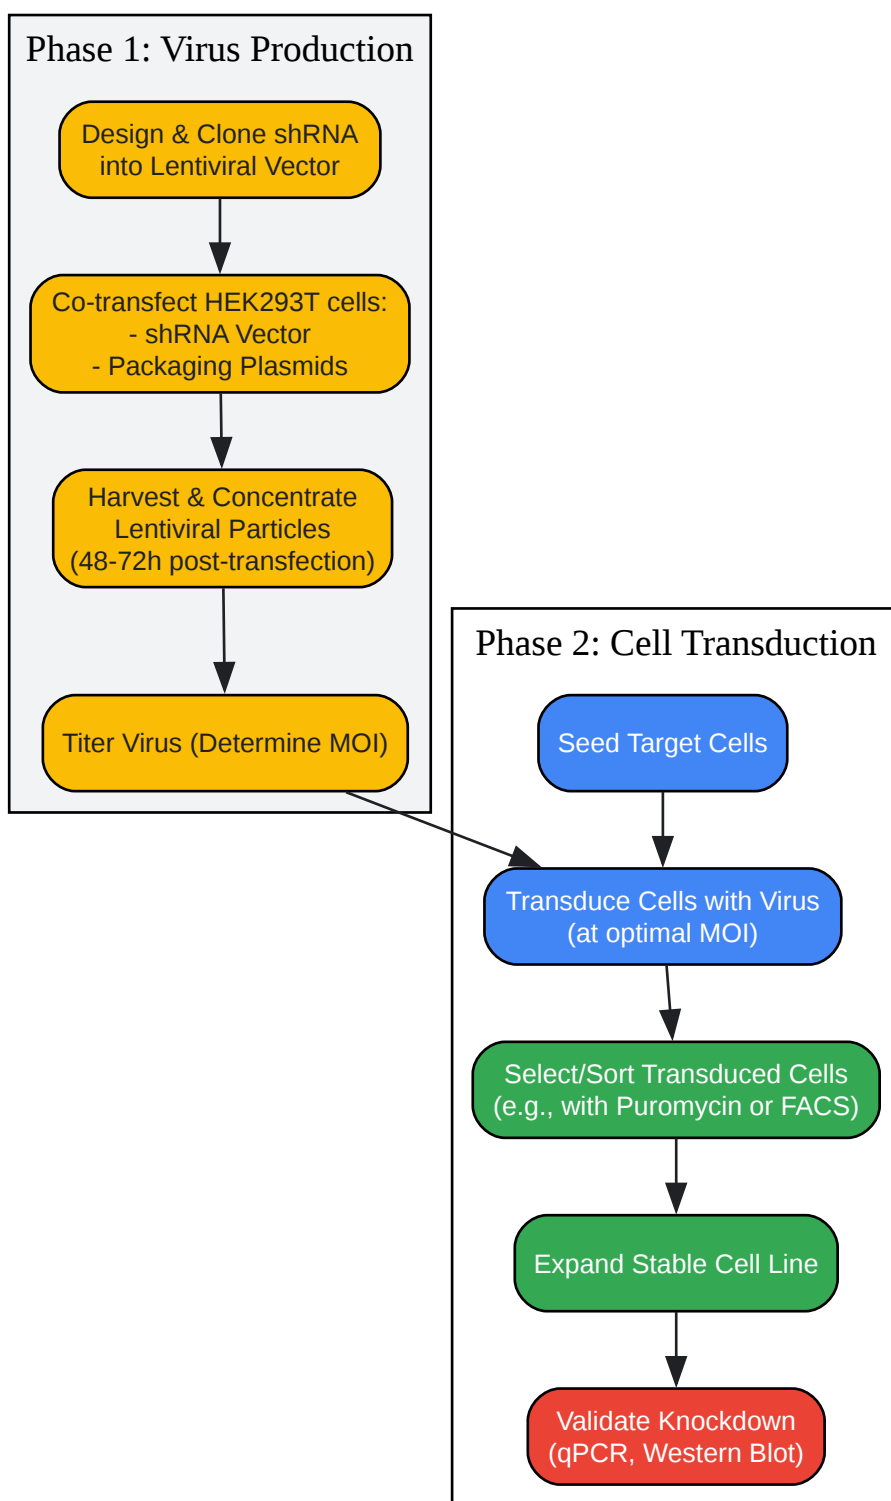 Phase 1: Virus Production
Design & Clone shRNA
into Lentiviral Vector
Co-transfect HEK293T cells:
- shRNA Vector
- Packaging Plasmids
Harvest & Concentrate
Lentiviral Particles
(48-72h post-transfection)
Titer Virus (Determine MOI)
Phase 2: Cell Transduction
Seed Target Cells
Transduce Cells with Virus
(at optimal MOI)
Select/Sort Transduced Cells
(e.g., with Puromycin or FACS)
Expand Stable Cell Line
Validate Knockdown
(qPCR, Western Blot)